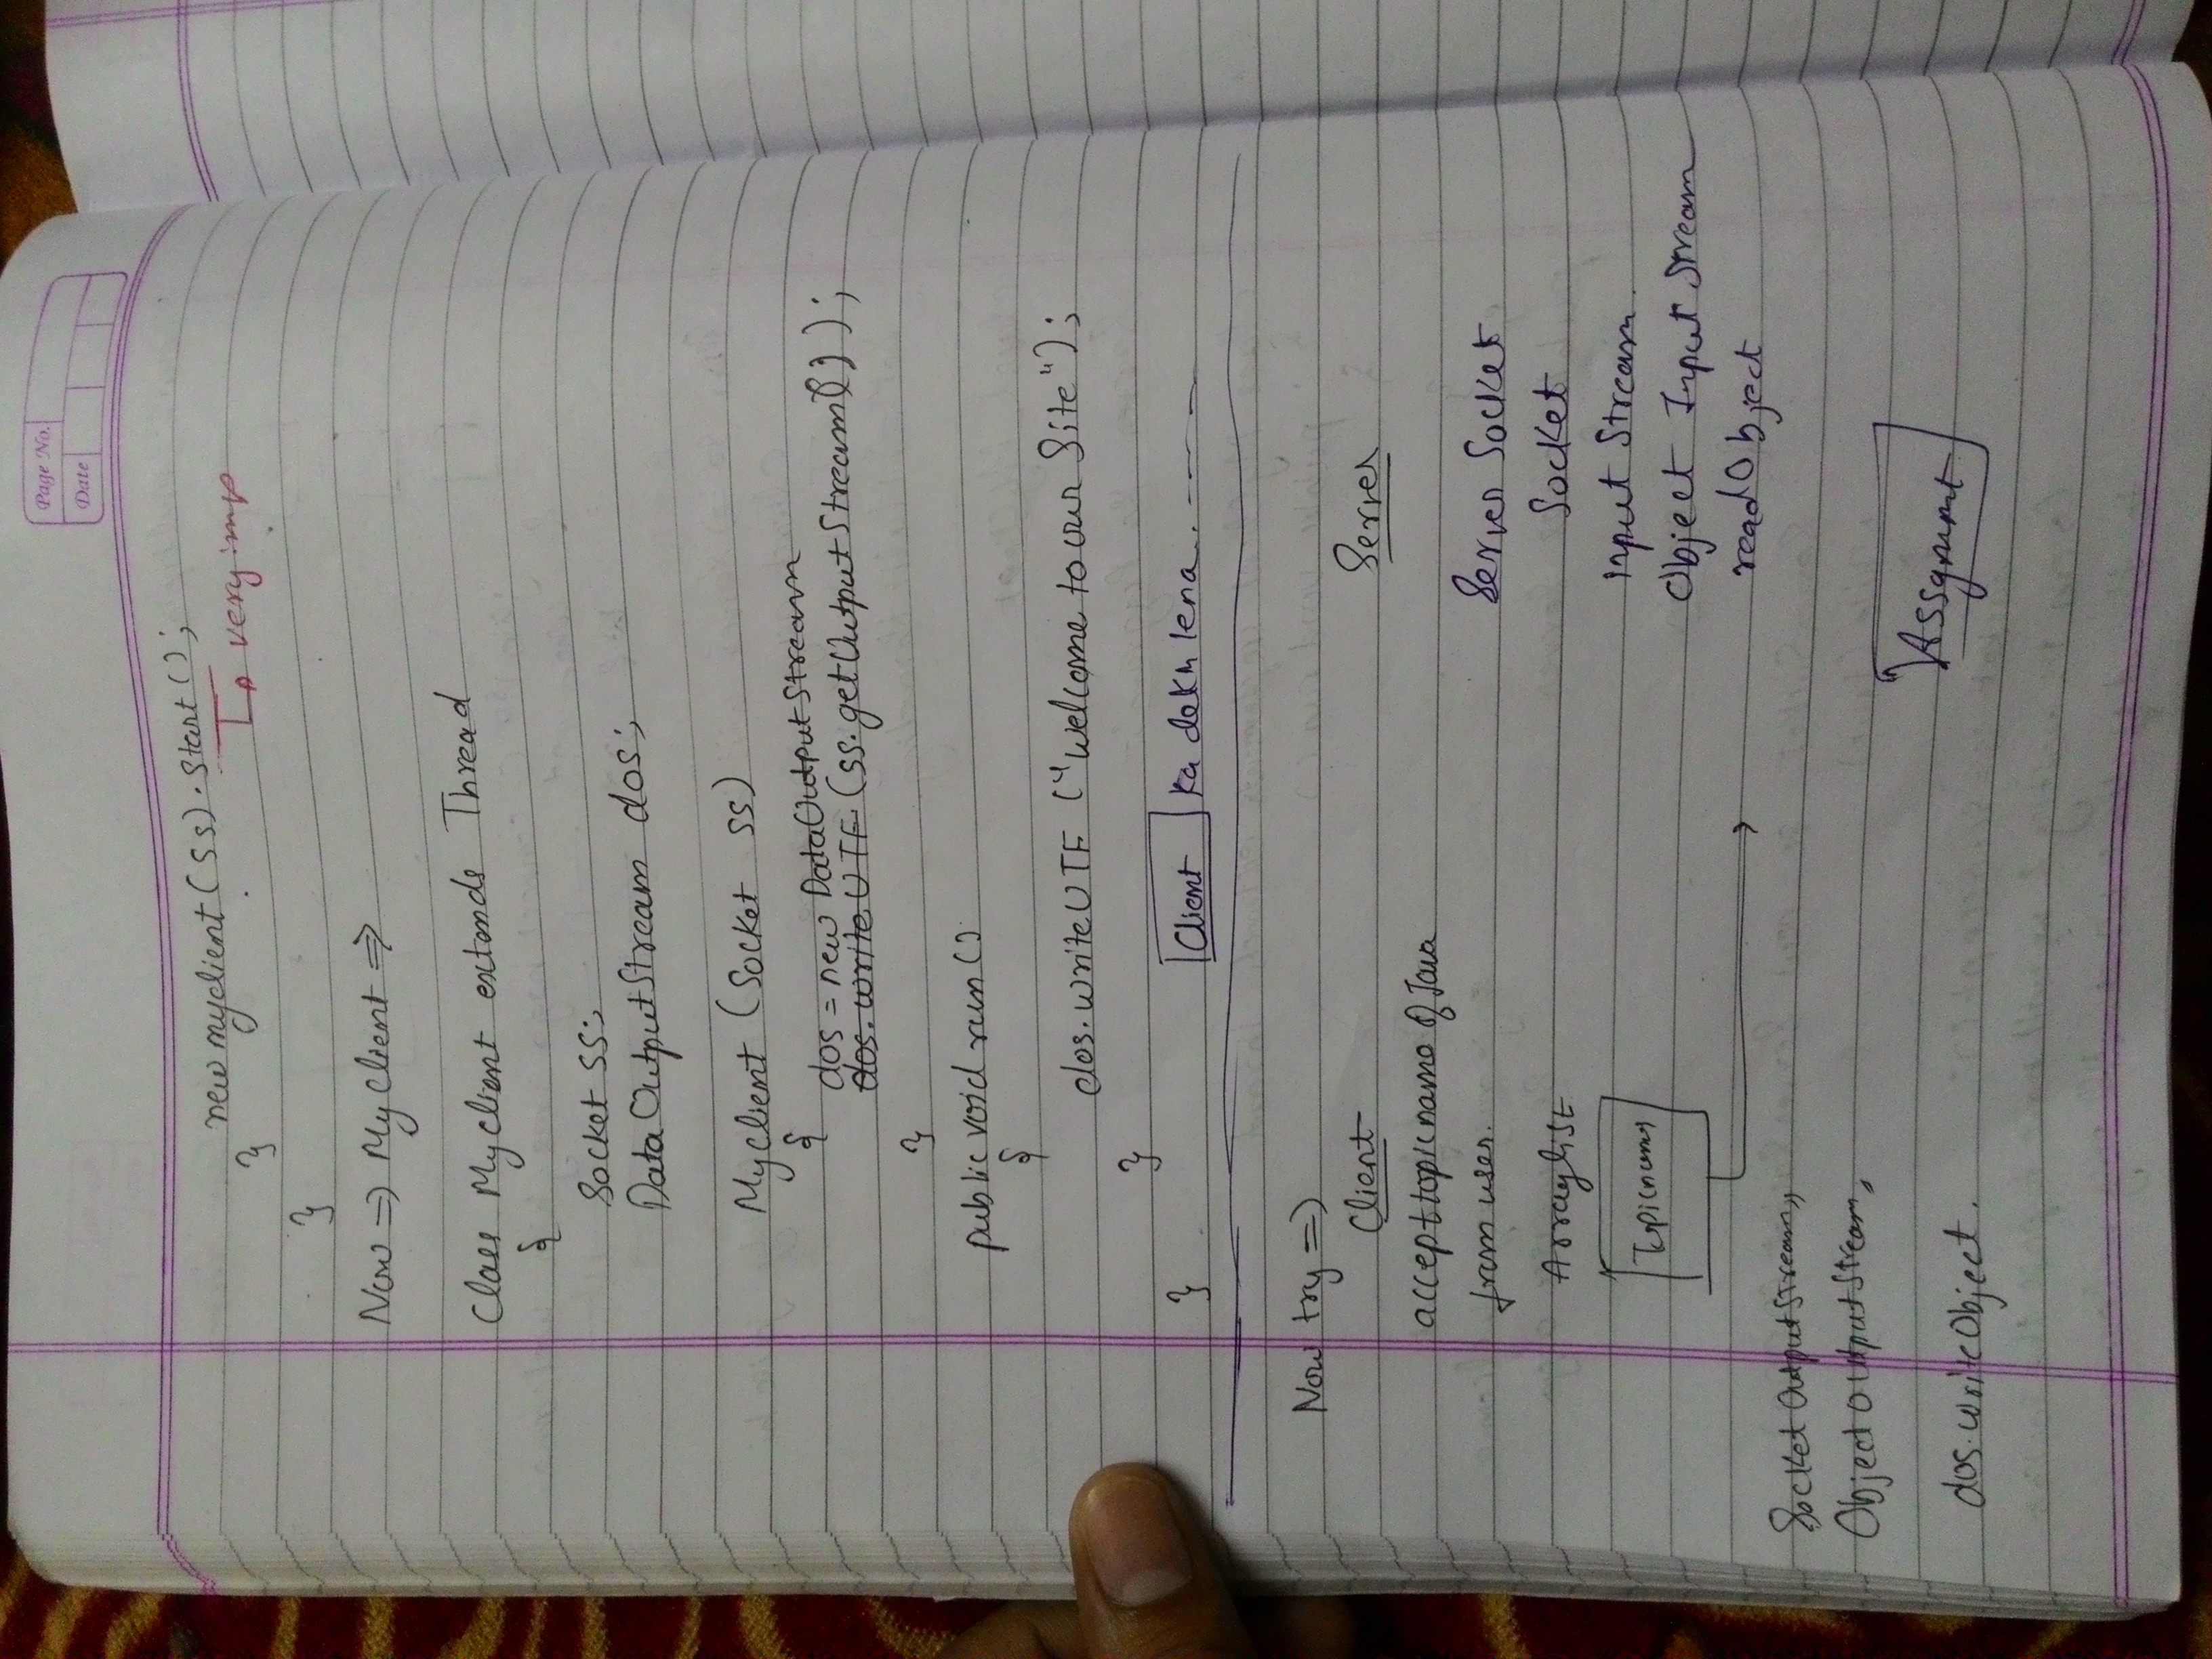 Page No.
Date
new myclient (ss).start();
very imp
}
}
Now => My client =>
Class Myclient extends Thread
{
Socket ss;
DataOutputStream dos;
Myclient (Socket ss)
{
dos = new DataOutputStream
dos.writeUTF (ss.getOutputStream());
}
public void run()
{
dos.writeUTF ("welcome to our Site");
}
}
Client ka dekh lena. ----
Now try =>
Client Server
accept topic name of Java
from user.
Server Socket
Arraylist
Socket
Topicnames
Input Stream.
Object Input Stream
readObject
Socket OutputStream,
Object outputStream,
Assgnmnt
dos.writeObject.